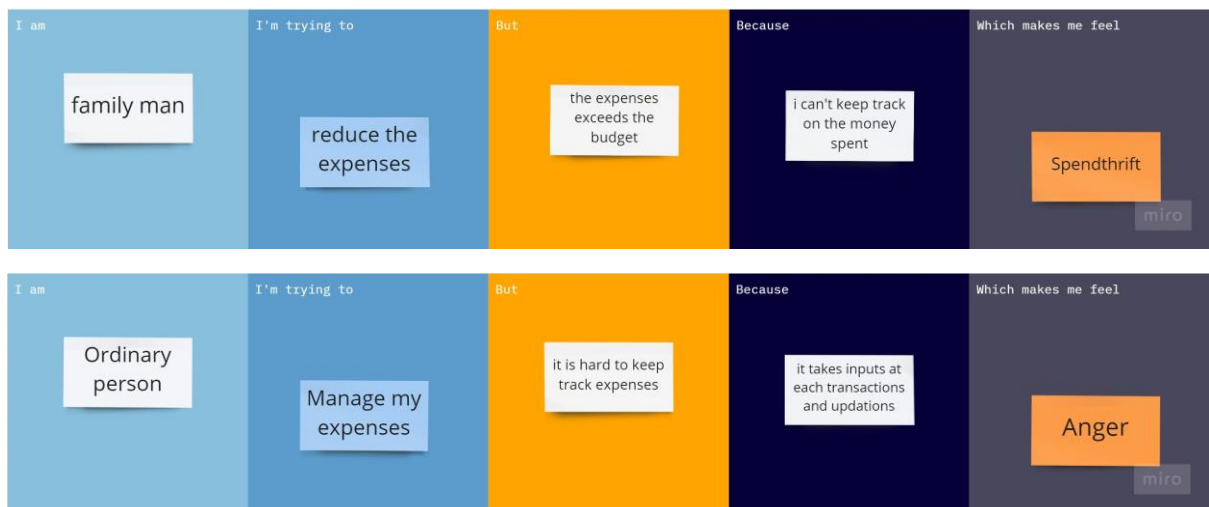 I am
family man
I'm trying to
reduce the
expenses
But
the expenses
exceeds the
budget
Because
i can't keep track
on the money
spent
Which makes me feel
Spendthrift
miro
I am
Ordinary
person
I'm trying to
Manage my
expenses
But
it is hard to keep
track expenses
Because
it takes inputs at
each transactions
and updations
Which makes me feel
Anger
miro